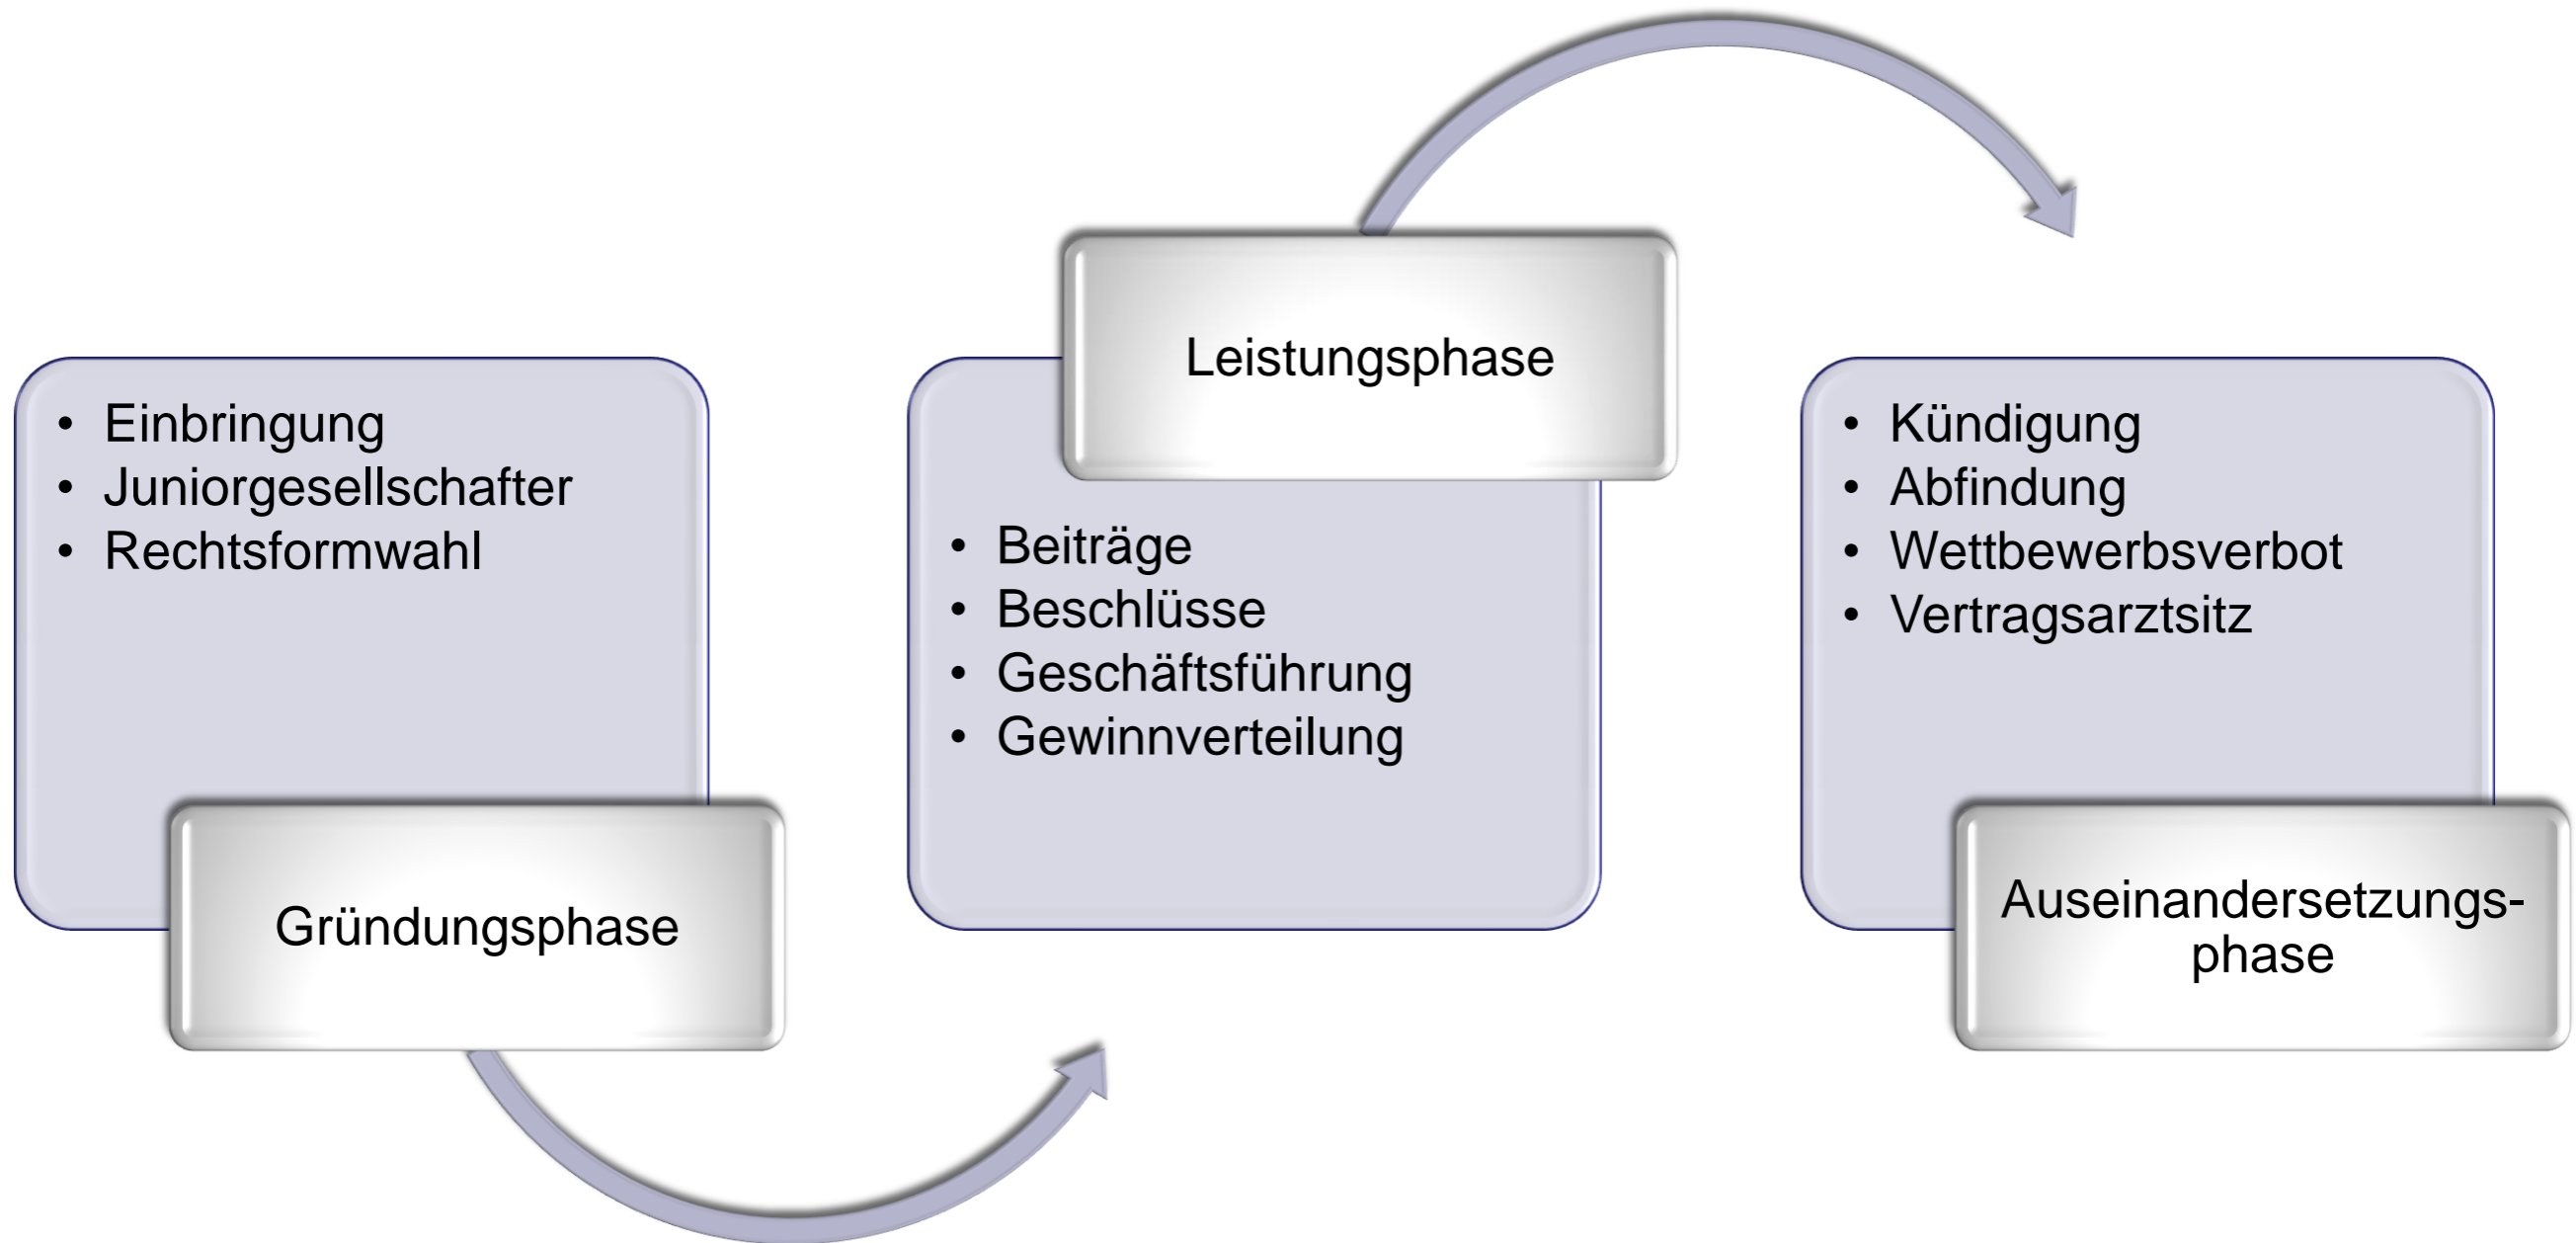 • Einbringung
• Juniorgesellschafter
• Rechtsformwahl
Gründungsphase
Leistungsphase
• Beiträge
• Beschlüsse
• Geschäftsführung
• Gewinnverteilung
• Kündigung
• Abfindung
• Wettbewerbsverbot
• Vertragsarztsitz
Auseinandersetzungs-
phase